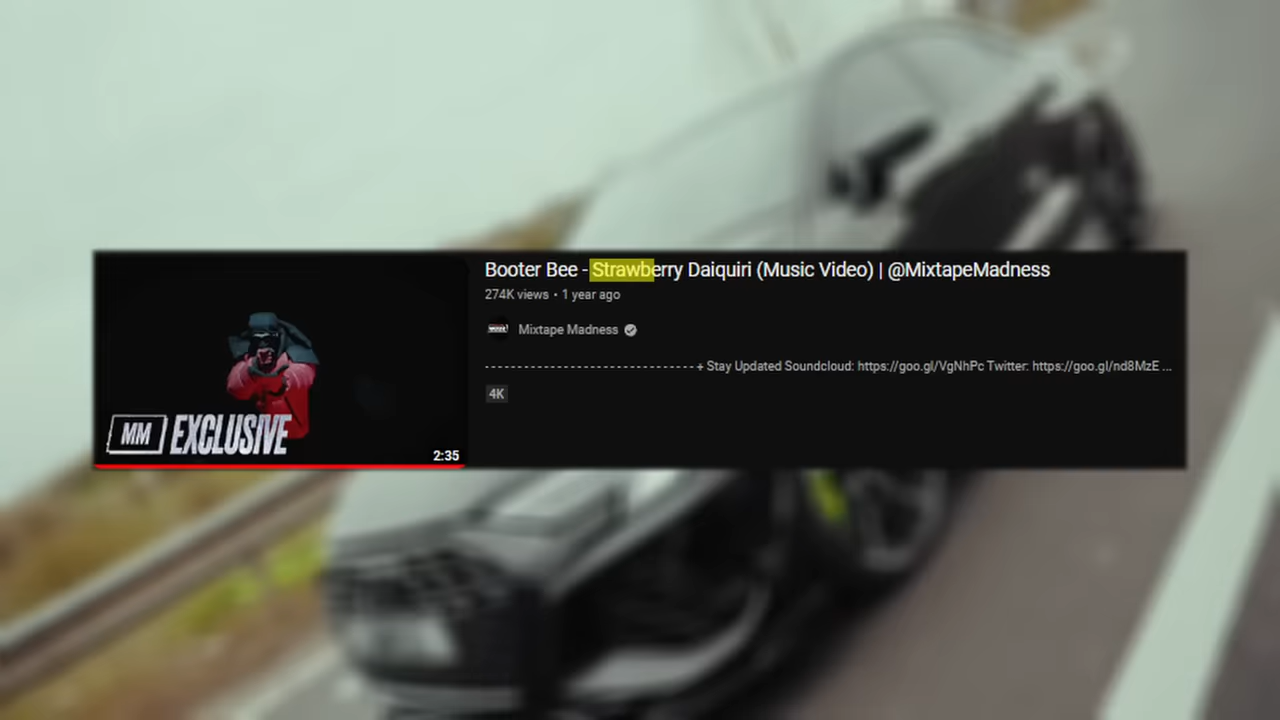 Booter Bee - Strawberry Daiquiri (Music Video) | @MixtapeMadness
274K views • 1 year ago
Mixtape Madness
----------------------------------+ Stay Updated Soundcloud: https://goo.gl/VgNhPc Twitter: https://goo.gl/nd8MzE ...
4K
MM EXCLUSIVE
2:35